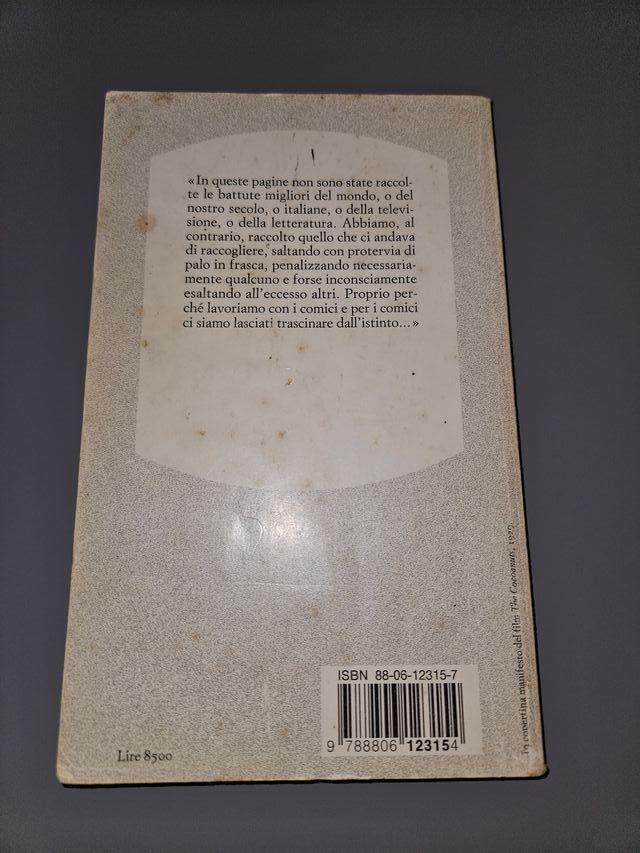 «In queste pagine non sono state raccol-
te le battute migliori del mondo, o del
nostro secolo, o italiane, o della televi-
sione, o della letteratura. Abbiamo, al
contrario, raccolto quello che ci andava
di raccogliere, saltando con protervia di
palo in frasca, penalizzando necessaria-
mente qualcuno e forse inconsciamente
esaltando all'eccesso altri. Proprio per-
ché lavoriamo con i comici e per i comici
ci siamo lasciati trascinare dall'istinto...»
In copertina manifesto del film The Cocoanuts, 1929
ISBN 88-06-12315-7
9 788806 123154
Lire 8500